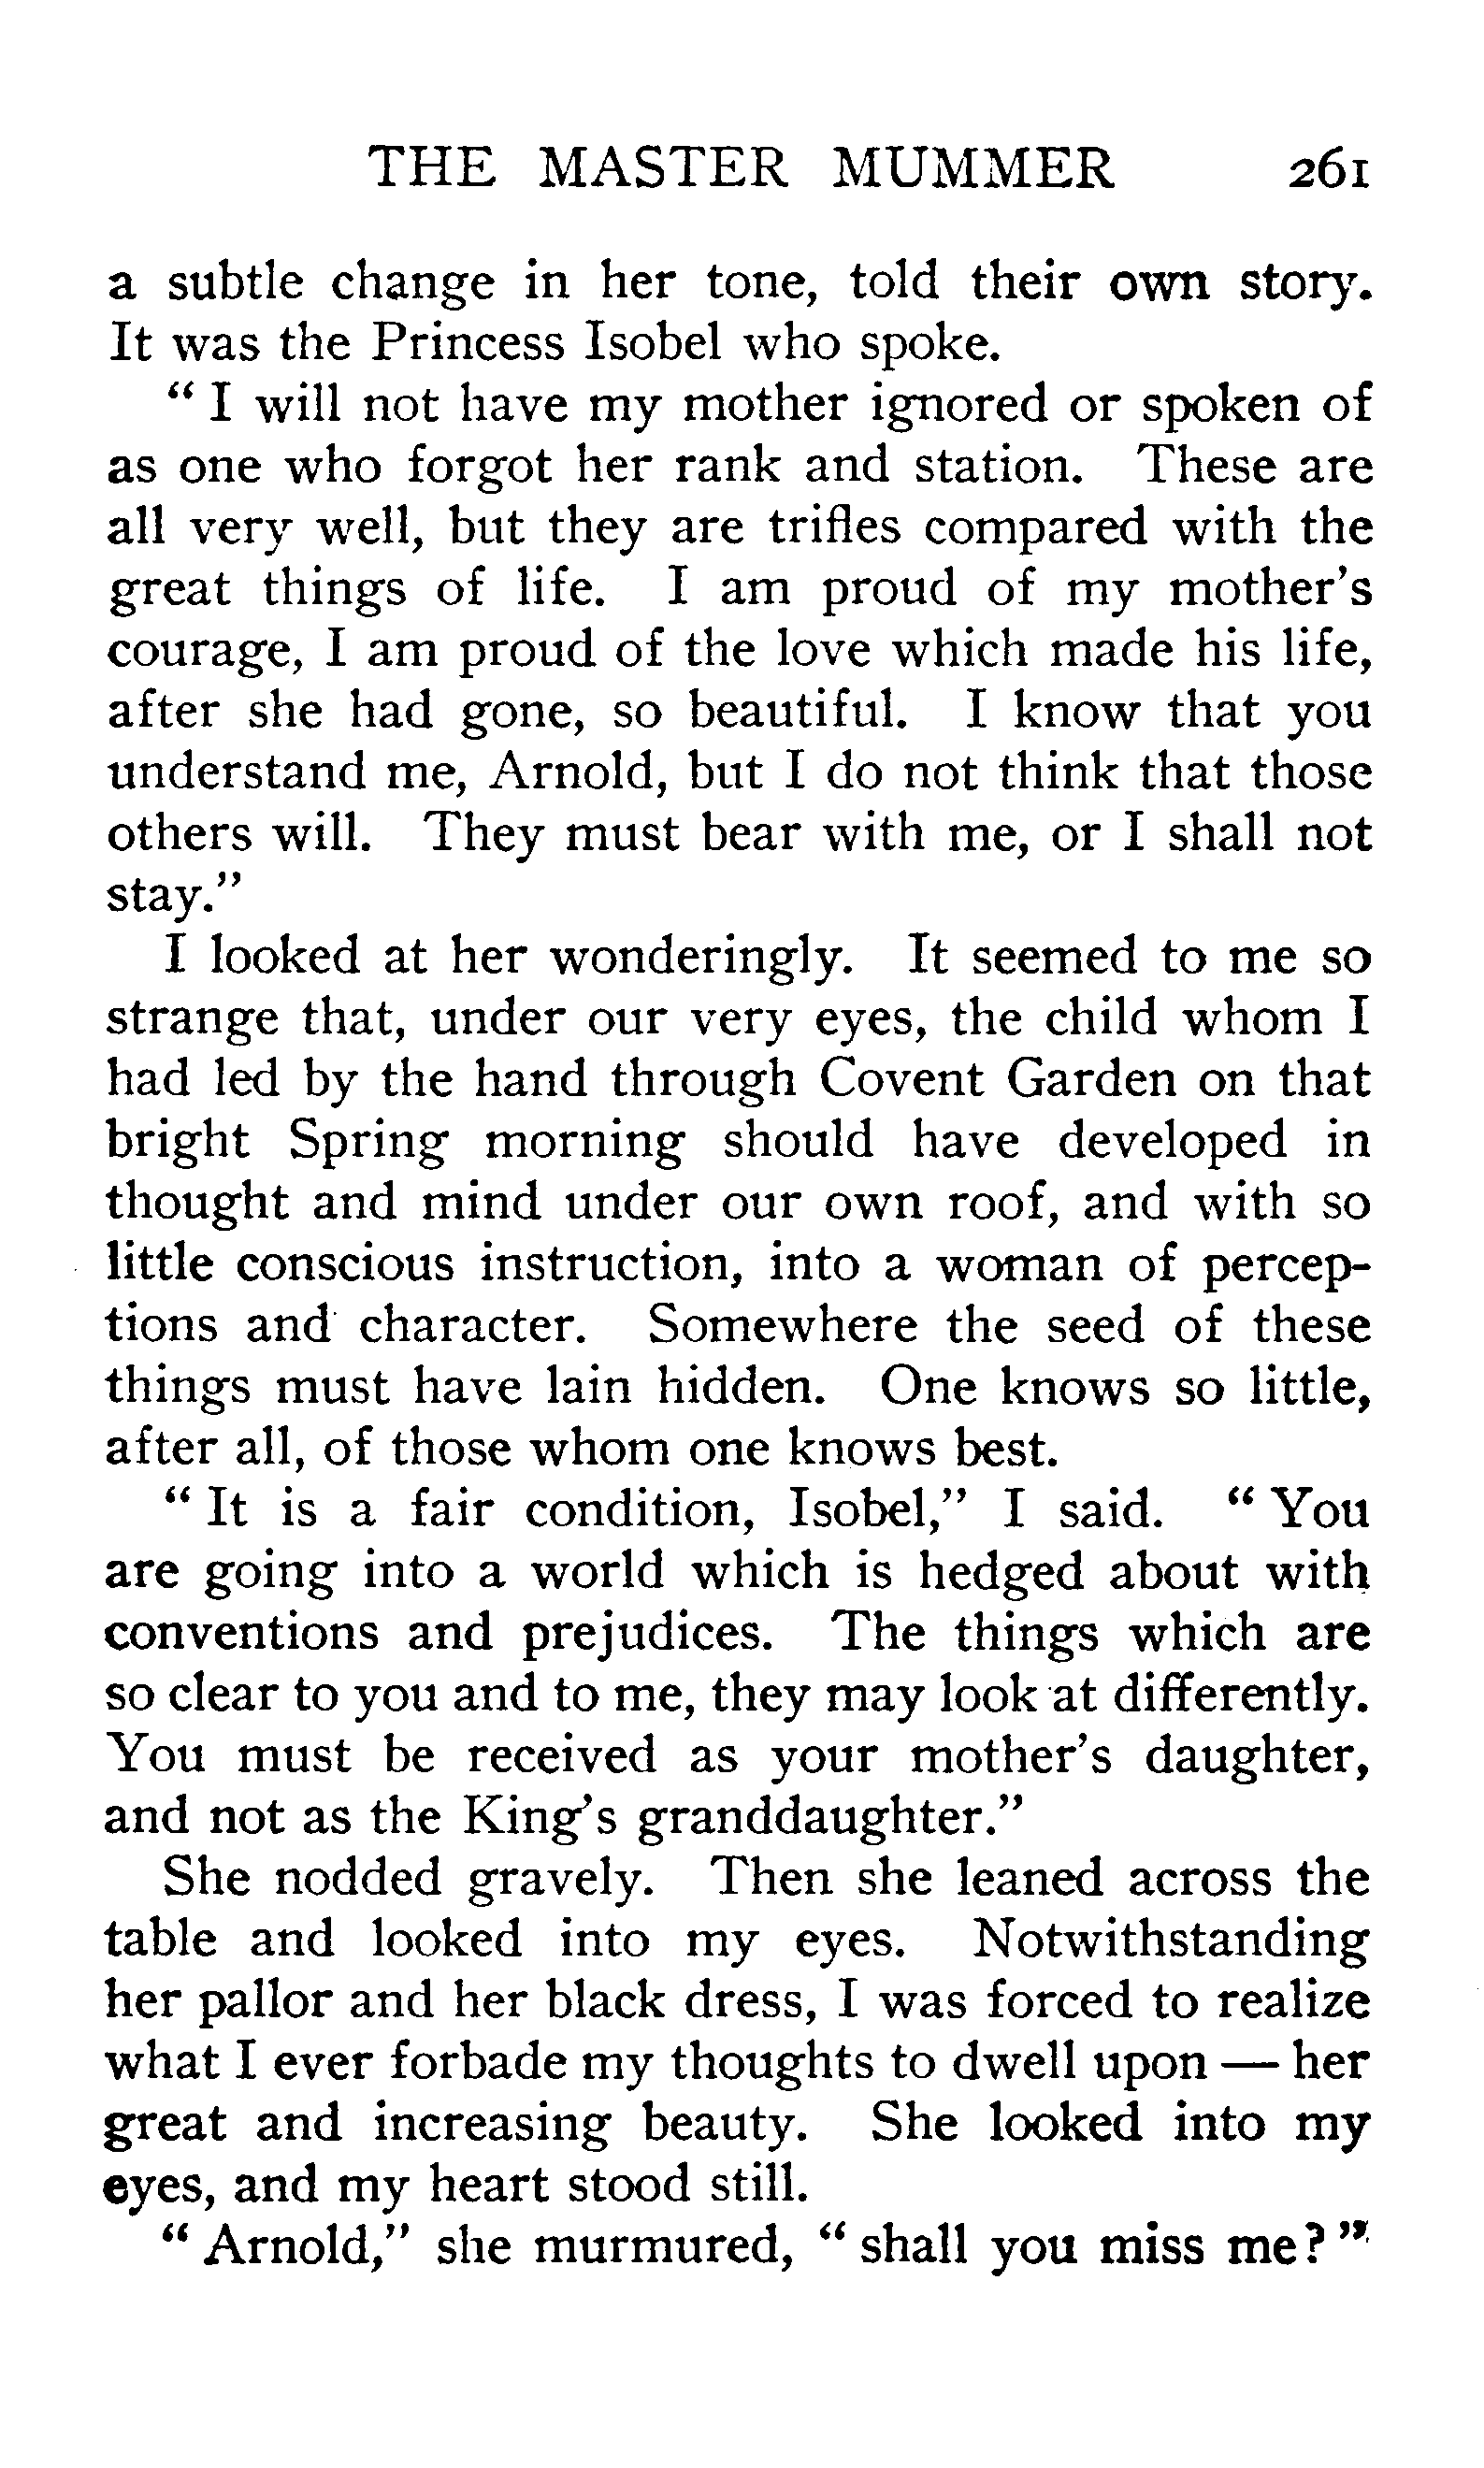 THE MASTER MUMMER 261
a subtle change in her tone, told their own story.
It was the Princess Isobel who spoke.
“ I will not have my mother ignored or spoken of
as one who forgot her rank and station. These are
all very well, but they are trifles compared with the
great things of life. I am proud of my mother’s
courage, I am proud of the love which made his life,
after she had gone, so beautiful. I know that you
understand me, Arnold, but I do not think that those
others will. They must bear with me, or I shall not
stay.”
I looked at her wonderingly. It seemed to me so
strange that, under our very eyes, the child whom I
had led by the hand through Covent Garden on that
bright Spring morning should have developed in
thought and mind under our own roof, and with so
little conscious instruction, into a woman of percep-
tions and character. Somewhere the seed of these
things must have lain hidden. One knows so little,
after all, of those whom one knows best.
“ It is a fair condition, Isobel,” I said. “ You
are going into a world which is hedged about with
conventions and prejudices. The things which are
so clear to you and to me, they may look at differently.
You must be received as your mother’s daughter,
and not as the King’s granddaughter.”
She nodded gravely. Then she leaned across the
table and looked into my eyes. Notwithstanding
her pallor and her black dress, I was forced to realize
what I ever forbade my thoughts to dwell upon — her
great and increasing beauty. She looked into my
eyes, and my heart stood still.
“ Arnold,” she murmured, “ shall you miss me? ”